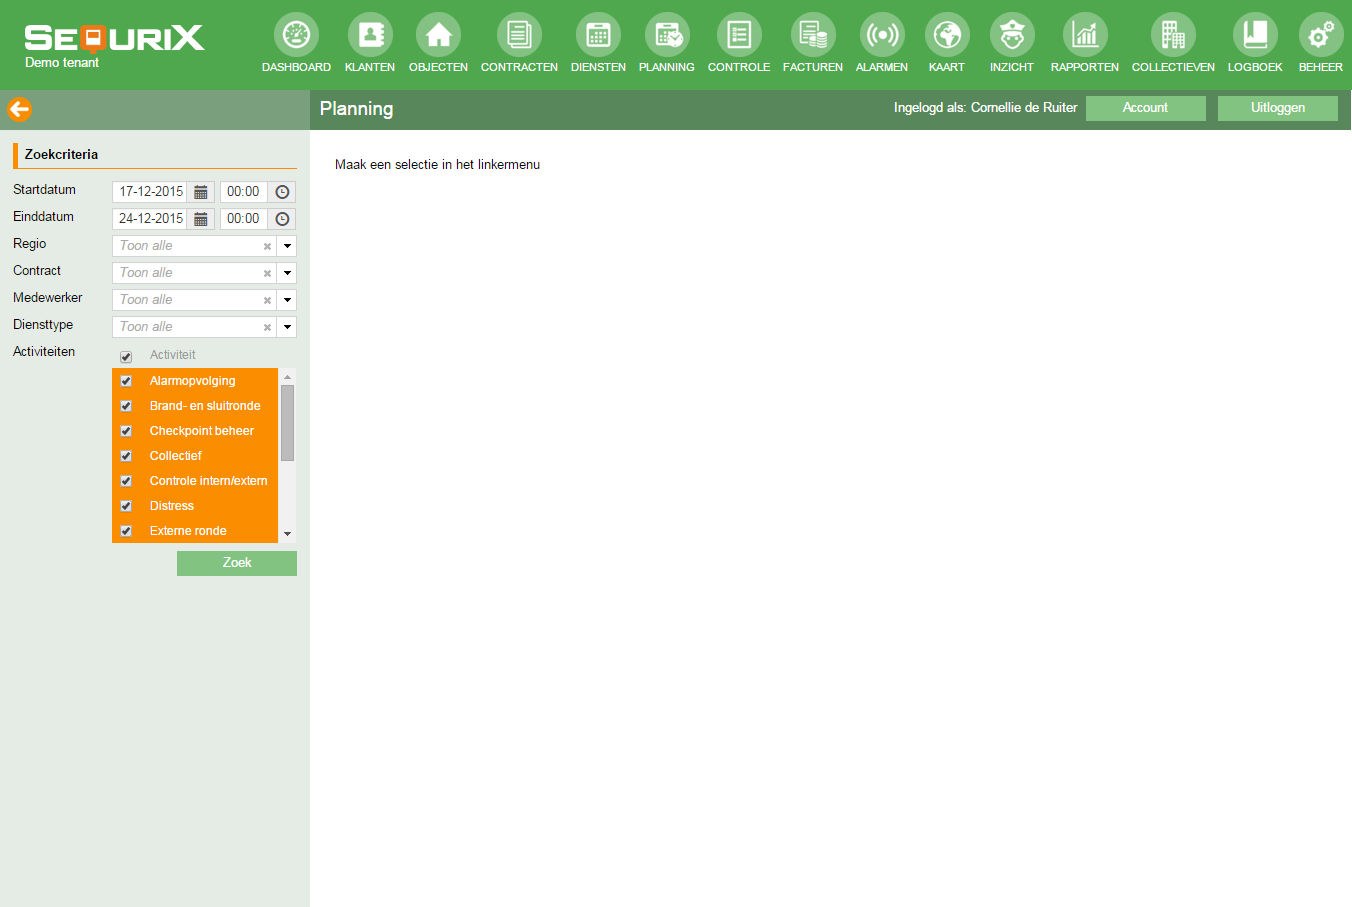 SEQURIX
Demo tenant
DASHBOARD KLANTEN OBJECTEN CONTRACTEN DIENSTEN PLANNING CONTROLE FACTUREN ALARMEN KAART INZICHT RAPPORTEN COLLECTIEVEN LOGBOEK BEHEER
Planning
Ingelogd als: Cornellie de Ruiter
Account
Uitloggen
Zoekcriteria
Startdatum 17-12-2015 00:00
Einddatum 24-12-2015 00:00
Regio Toon alle
Contract Toon alle
Medewerker Toon alle
Diensttype Toon alle
Activiteiten Activiteit
Alarmopvolging
Brand- en sluitronde
Checkpoint beheer
Collectief
Controle intern/extern
Distress
Externe ronde
Zoek
Maak een selectie in het linkermenu